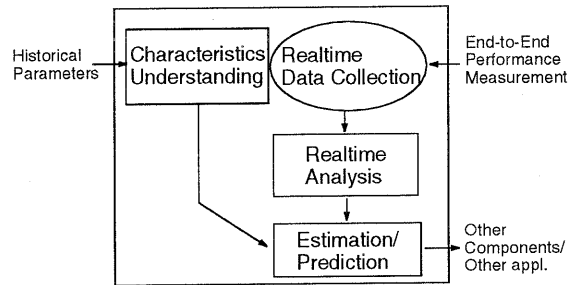 Historical
Parameters
Characteristics
Understanding
Realtime
Data Collection
End-to-End
Performance
Measurement
Realtime
Analysis
Estimation/
Prediction
Other
Components/
Other appl.